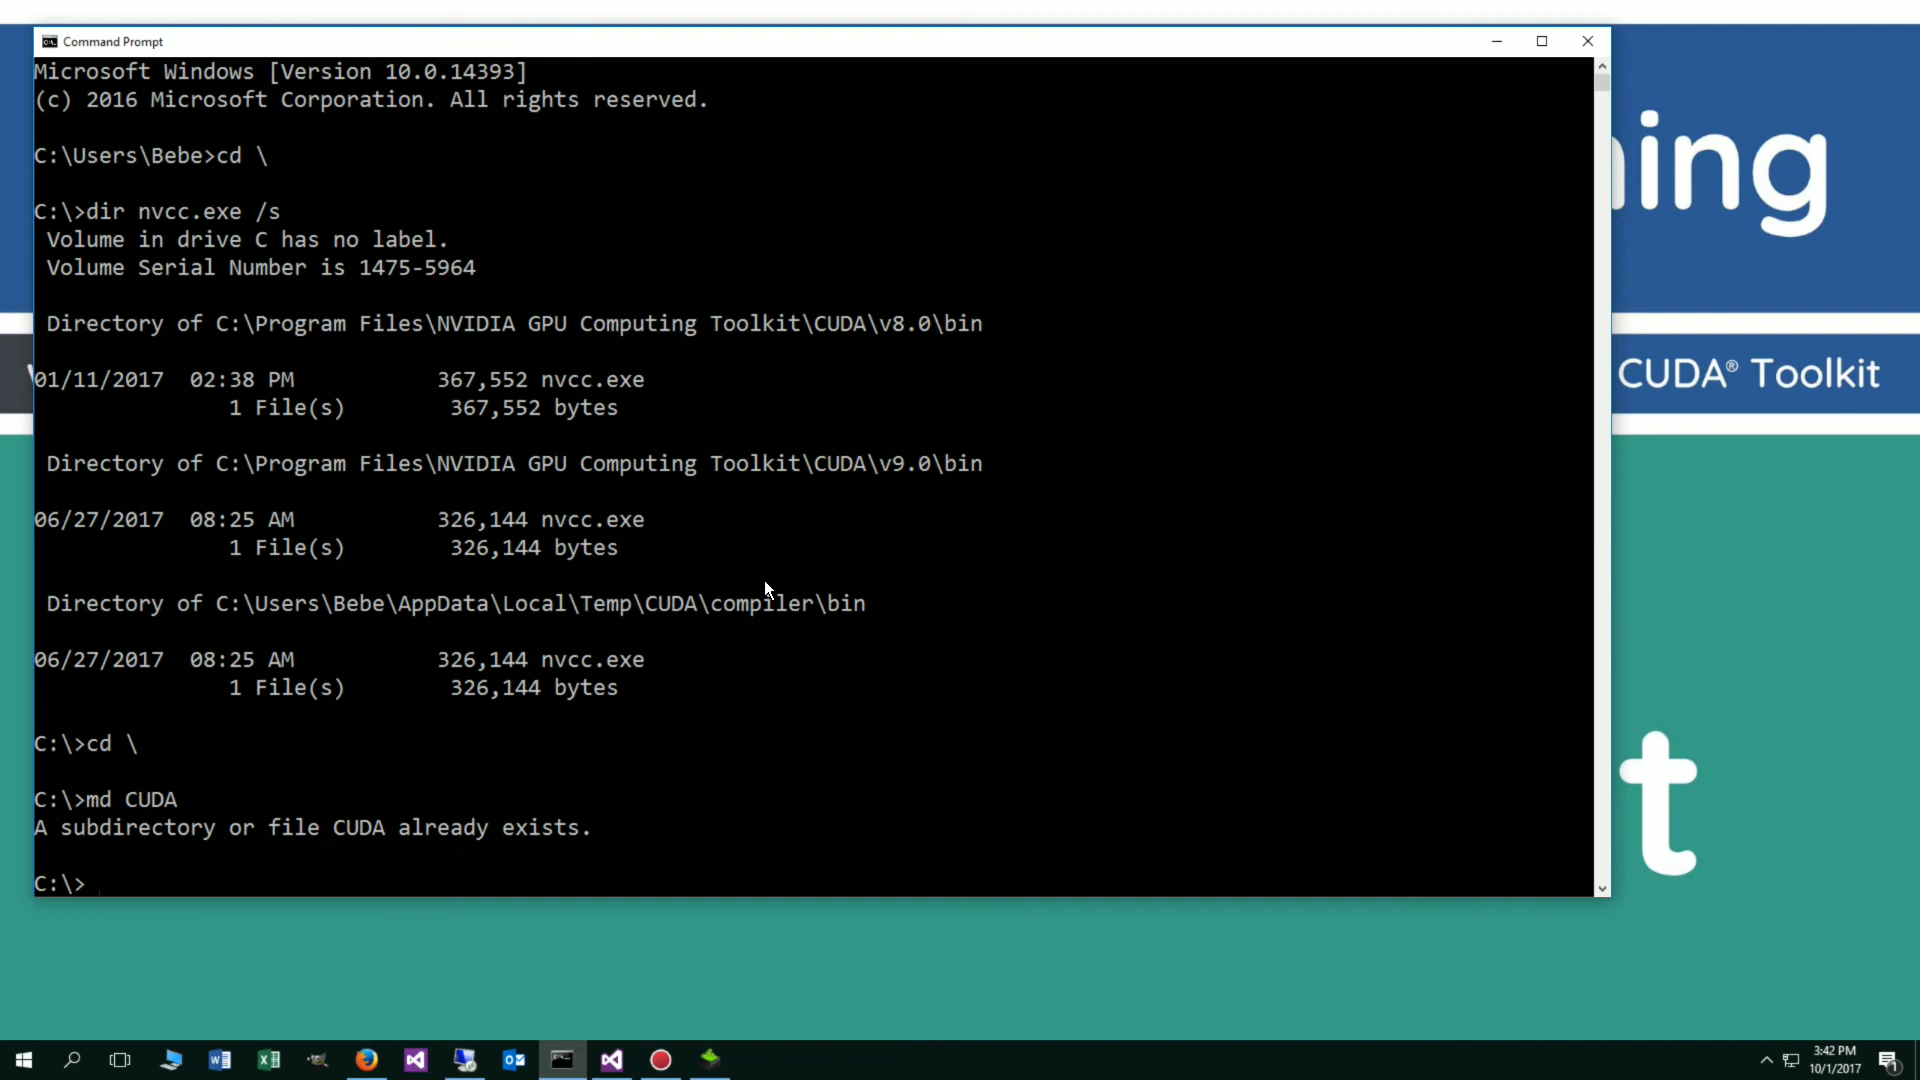 Command Prompt
Microsoft Windows [Version 10.0.14393]
(c) 2016 Microsoft Corporation. All rights reserved.
C:\Users\Bebe>cd \
C:\>dir nvcc.exe /s
Volume in drive C has no label.
Volume Serial Number is 1475-5964
Directory of C:\Program Files\NVIDIA GPU Computing Toolkit\CUDA\v8.0\bin
01/11/2017  02:38 PM           367,552 nvcc.exe
1 File(s)        367,552 bytes
Directory of C:\Program Files\NVIDIA GPU Computing Toolkit\CUDA\v9.0\bin
06/27/2017  08:25 AM           326,144 nvcc.exe
1 File(s)        326,144 bytes
Directory of C:\Users\Bebe\AppData\Local\Temp\CUDA\compiler\bin
06/27/2017  08:25 AM           326,144 nvcc.exe
1 File(s)        326,144 bytes
C:\>cd \
C:\>md CUDA
A subdirectory or file CUDA already exists.
C:\>
ing
CUDA® Toolkit
t
3:42 PM
10/1/2017
1